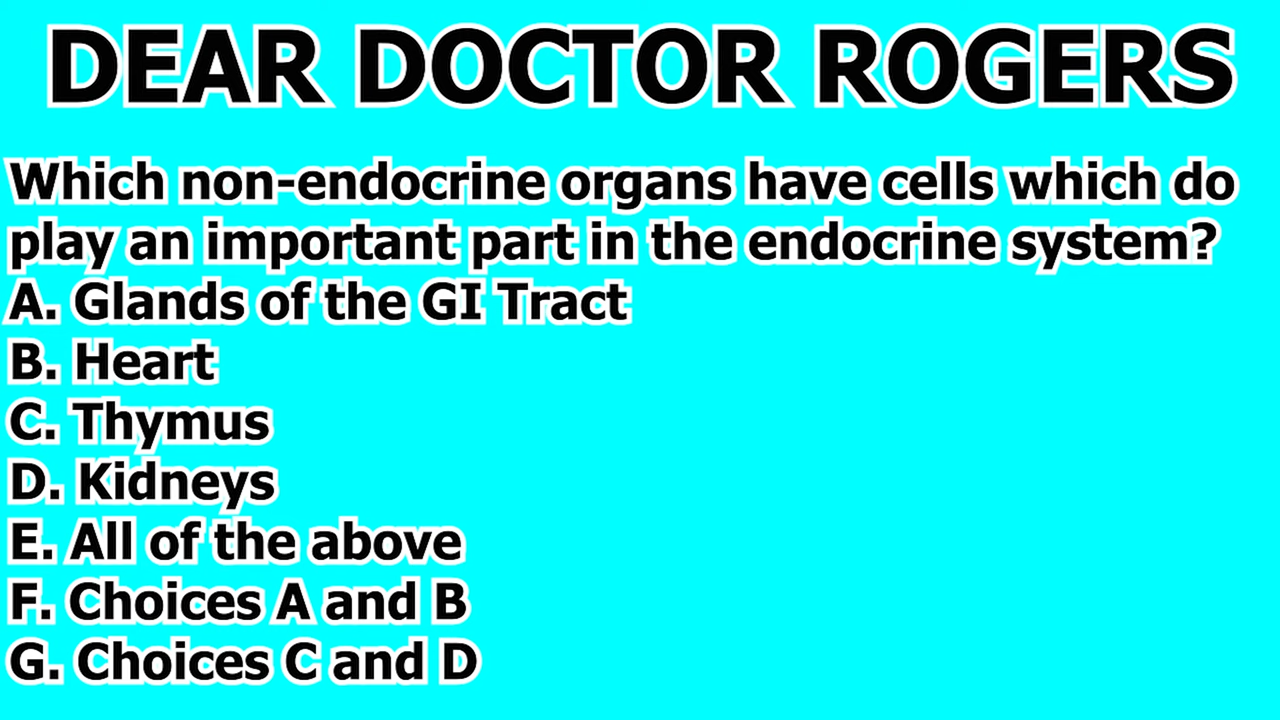 DEAR DOCTOR ROGERS
Which non-endocrine organs have cells which do
play an important part in the endocrine system?
A. Glands of the GI Tract
B. Heart
C. Thymus
D. Kidneys
E. All of the above
F. Choices A and B
G. Choices C and D